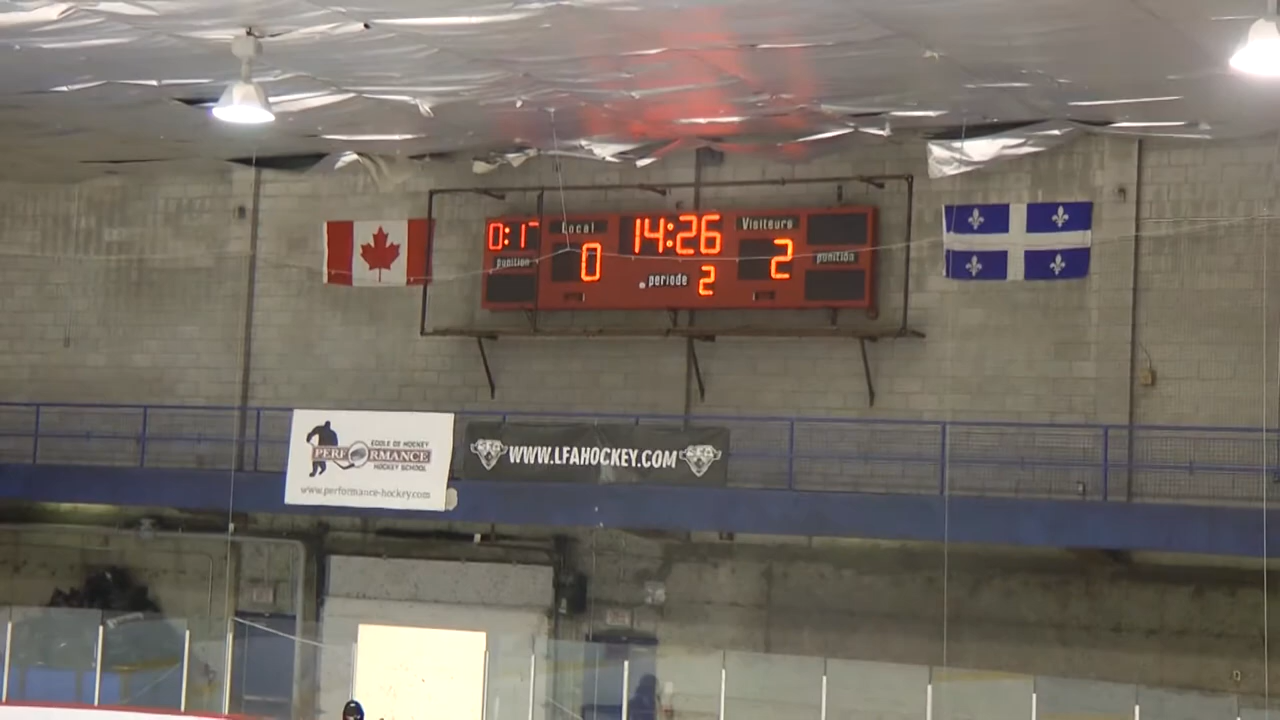 Local
14:26
Visiteurs
0:1
punition
0
2
punition
periode
2
ECOLE DE HOCKEY
PERFORMANCE
HOCKEY SCHOOL
www.performance-hockey.com
WWW.LFAHOCKEY.COM